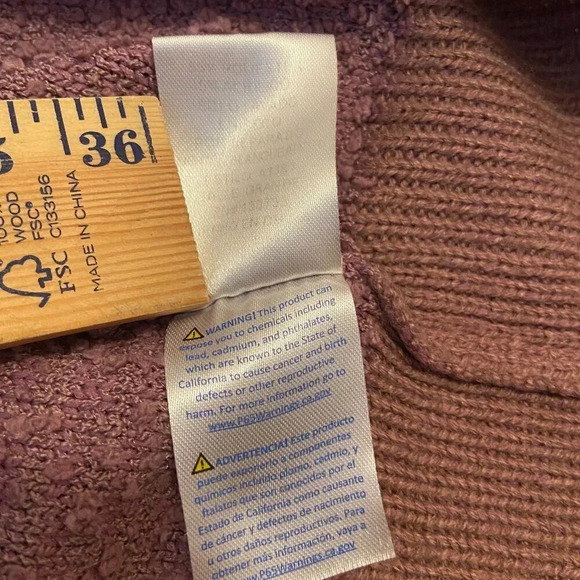 36
WOOD
FSC®
FSC C133156
MADE IN CHINA
⚠WARNING! This product can
expose you to chemicals including
lead, cadmium, and phthalates,
which are known to the State of
California to cause cancer and birth
defects or other reproductive
harm. For more information go to
www.P65Warnings.ca.gov
⚠ADVERTENCIA! Este producto
puede exponerlo a componentes
químicos incluido plomo, cadmio, y
ftalatos que son conocidos por el
Estado de California como causante
de cáncer y defectos de nacimiento
u otros daños reproductivos. Para
obtener más información, vaya a
www.P65Warnings.ca.gov